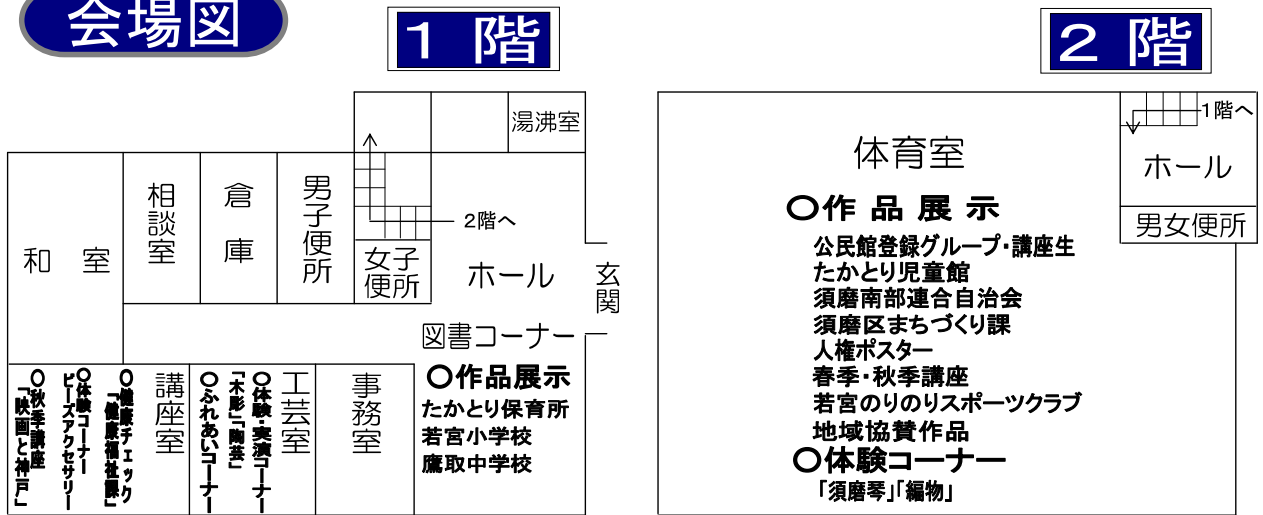 会場図
1 階
湯沸室
相談室
倉庫
男子便所
2階へ
和 室
女子便所
ホール
玄関
図書コーナー
講座室
○健康チェック
「健康福祉課」
○体験コーナー
ビーズアクセサリー
○秋季講座
「映画と神戸」
工芸室
○体験・実演コーナー
「木彫」「陶芸」
○ふれあいコーナー
事務室
○作品展示
たかとり保育所
若宮小学校
鷹取中学校
2 階
1階へ
体育室
ホール
男女便所
○作 品 展 示
公民館登録グループ・講座生
たかとり児童館
須磨南部連合自治会
須磨区まちづくり課
人権ポスター
春季・秋季講座
若宮のりのりスポーツクラブ
地域協賛作品
○体験コーナー
「須磨琴」「編物」